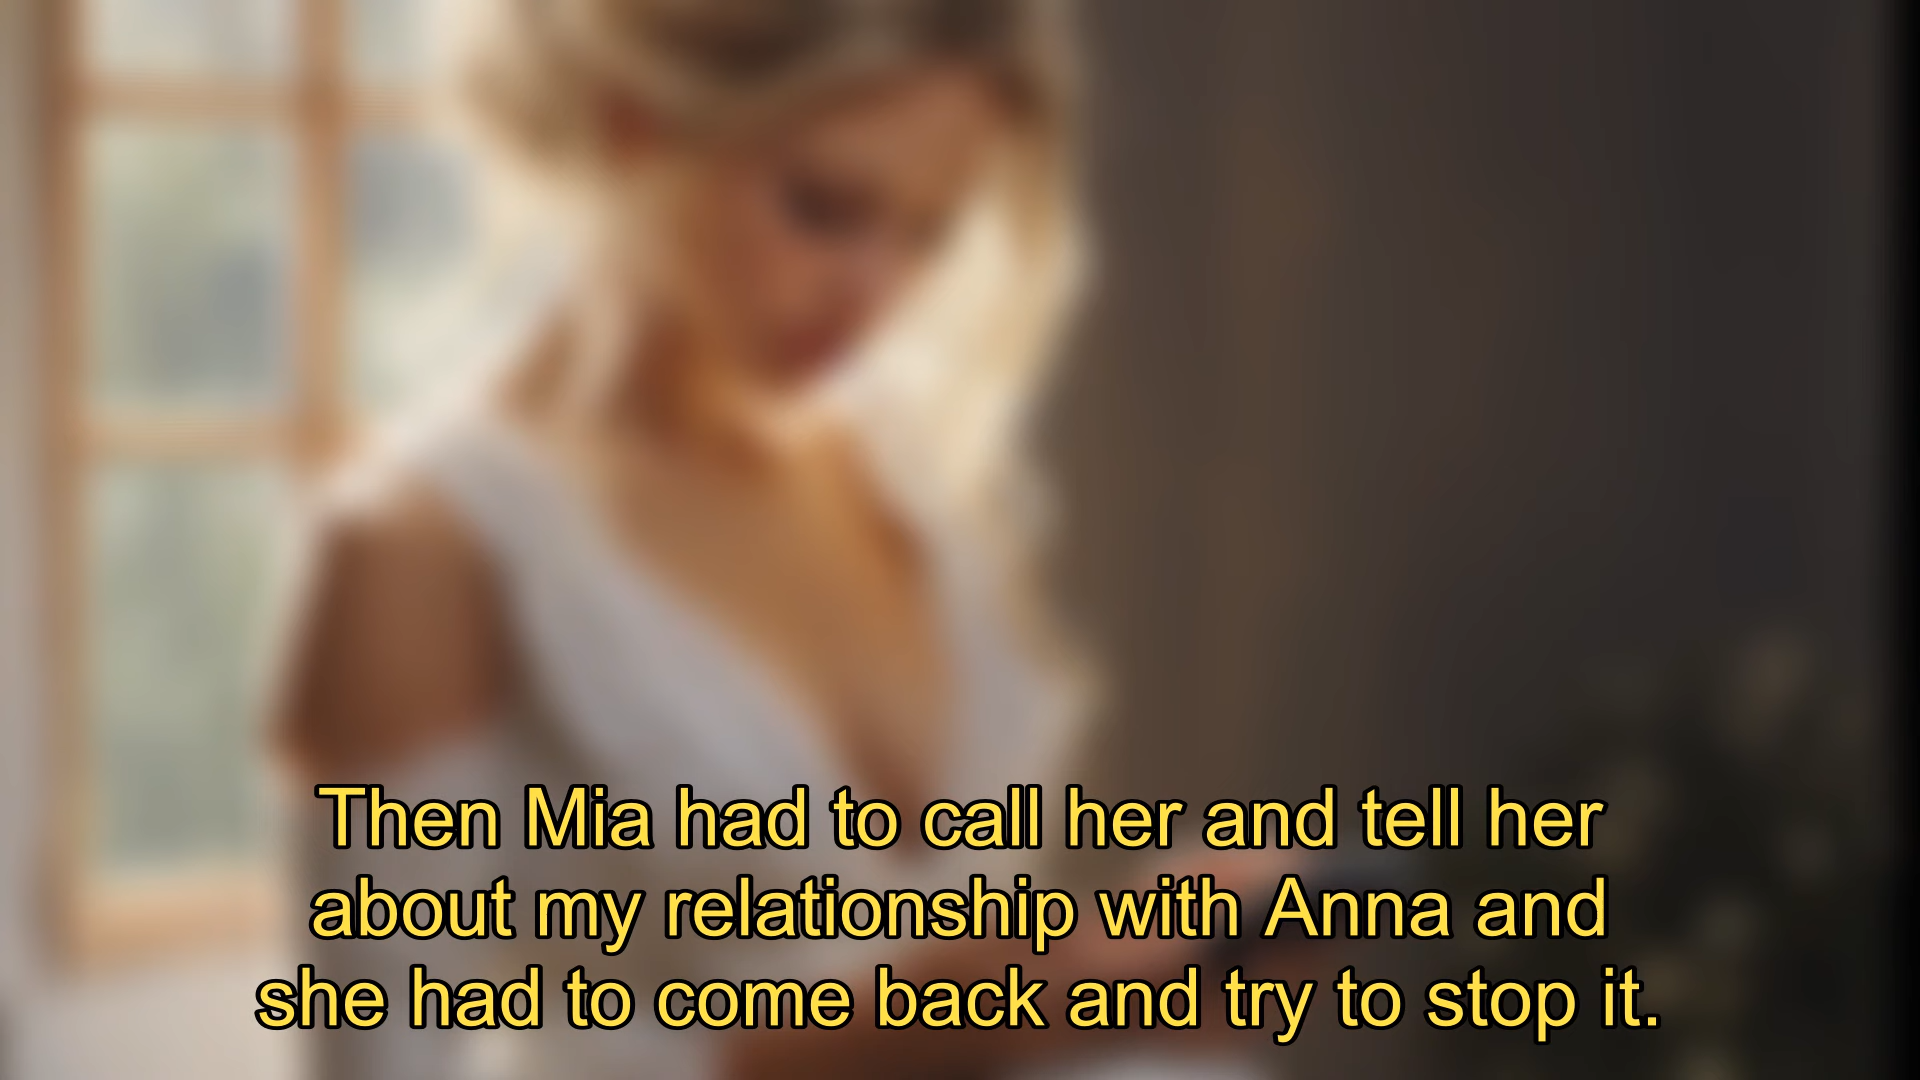 Then Mia had to call her and tell her
about my relationship with Anna and
she had to come back and try to stop it.